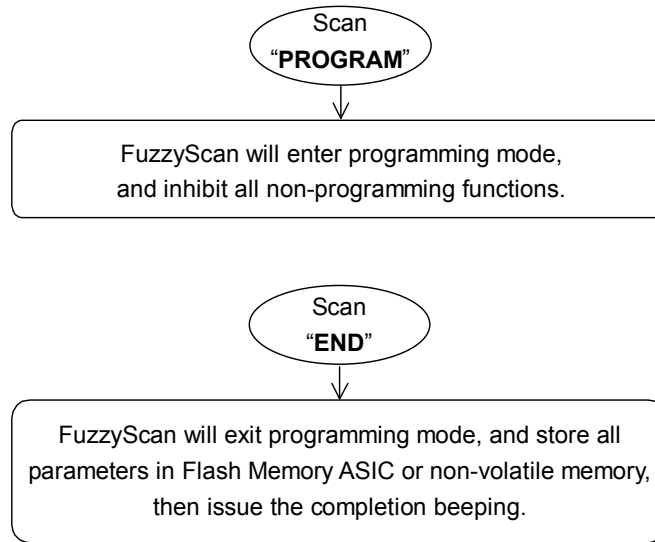 Scan
“PROGRAM”
FuzzyScan will enter programming mode,
and inhibit all non-programming functions.
Scan
“END”
FuzzyScan will exit programming mode, and store all
parameters in Flash Memory ASIC or non-volatile memory,
then issue the completion beeping.